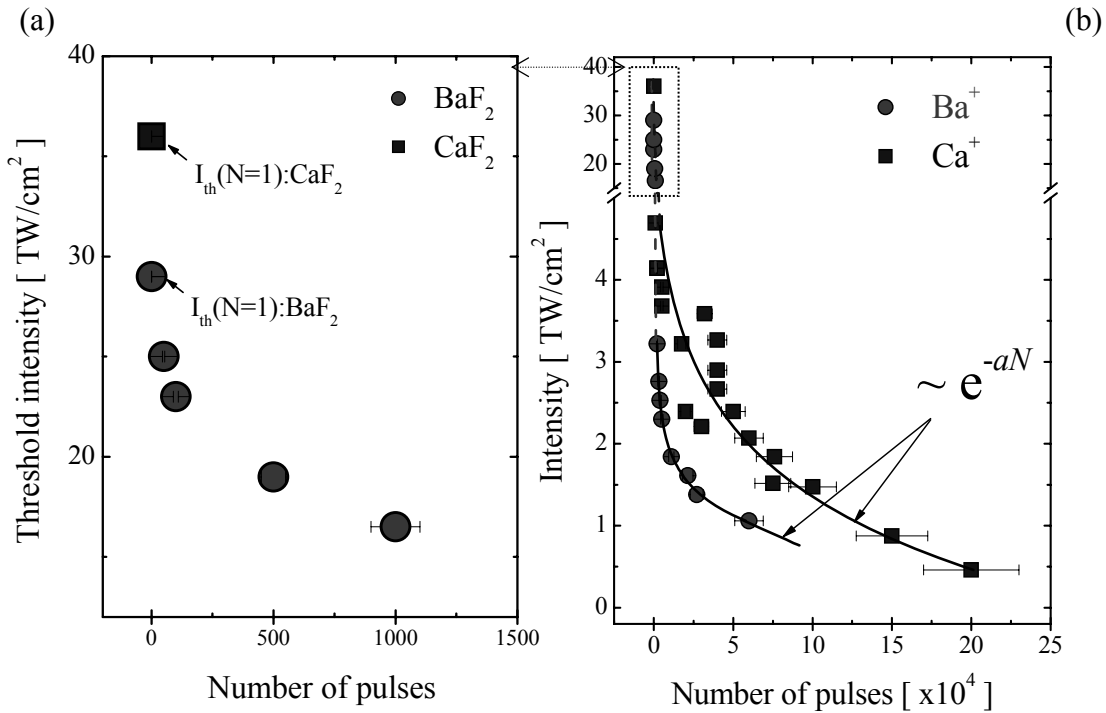 (a)
(b)
Threshold intensity [ TW/cm²]
40
30
20
0
500
1000
1500
Number of pulses
BaF₂
CaF₂
Iₜₕ(N=1):CaF₂
Iₜₕ(N=1):BaF₂
Intensity [ TW/cm²]
40
30
20
4
3
2
1
0
0
5
10
15
20
25
Number of pulses [ x10⁴]
Ba⁺
Ca⁺
~ e⁻ᵃᴺ